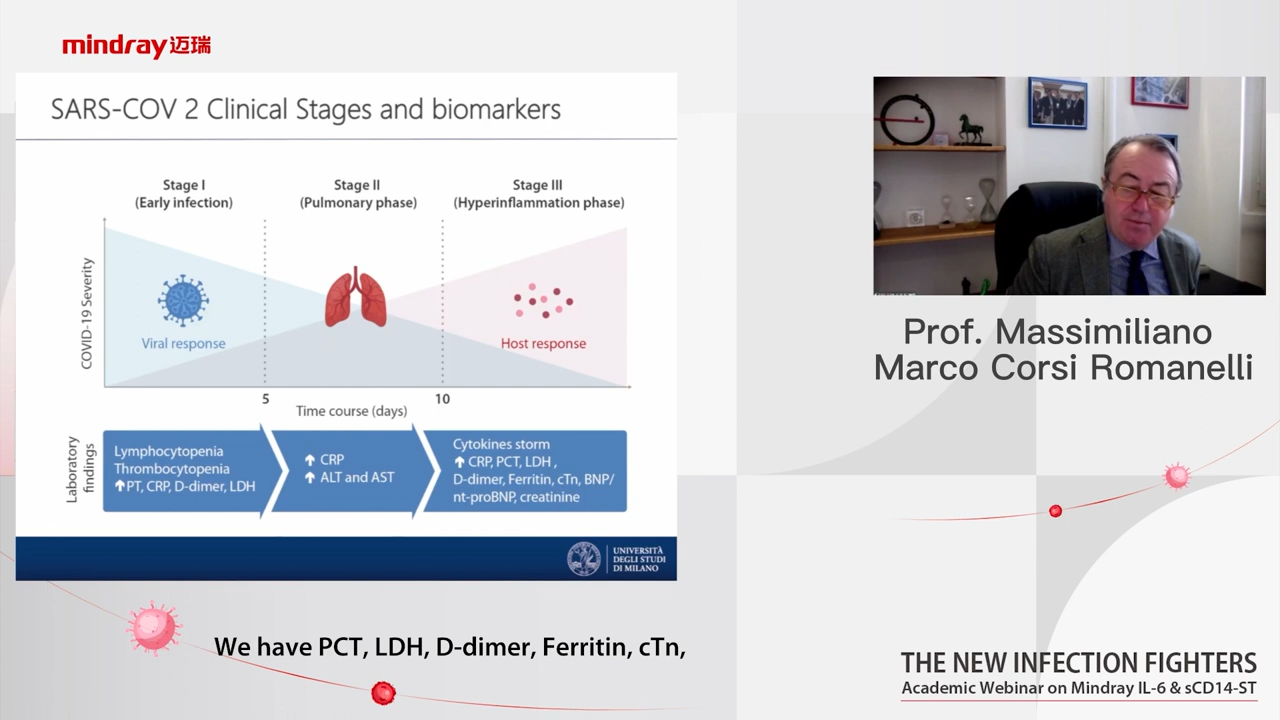 mindray迈瑞
SARS-COV 2 Clinical Stages and biomarkers
Stage I
(Early infection)
Stage II
(Pulmonary phase)
Stage III
(Hyperinflammation phase)
COVID-19 Severity
Viral response
Host response
5
10
Time course (days)
Laboratory
findings
Lymphocytopenia
Thrombocytopenia
↑PT, CRP, D-dimer, LDH
↑ CRP
↑ ALT and AST
Cytokines storm
↑ CRP, PCT, LDH ,
D-dimer, Ferritin, cTn, BNP/
nt-proBNP, creatinine
UNIVERSITÀ
DEGLI STUDI
DI MILANO
Prof. Massimiliano
Marco Corsi Romanelli
We have PCT, LDH, D-dimer, Ferritin, cTn,
THE NEW INFECTION FIGHTERS
Academic Webinar on Mindray IL-6 & sCD14-ST